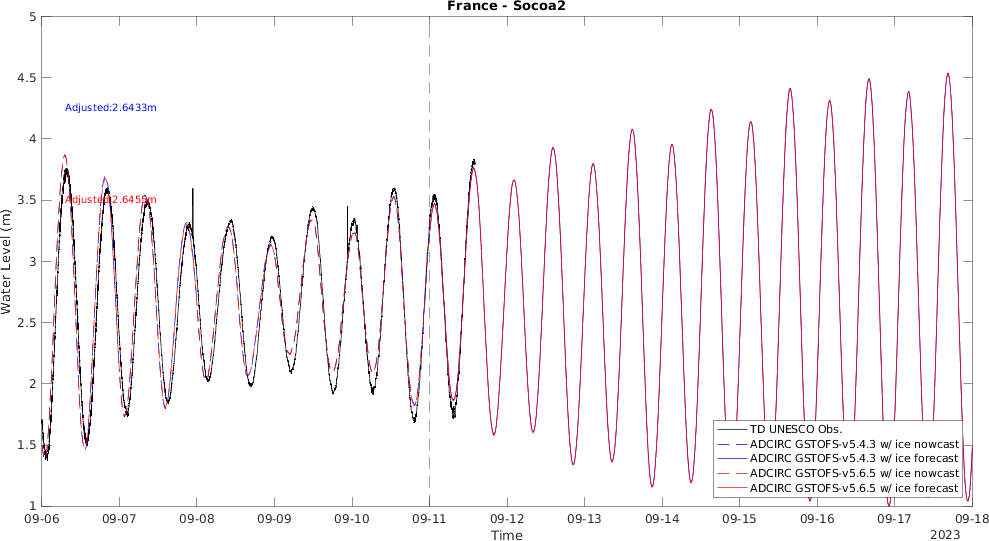 France - Socoa2
Water Level (m)
5
4.5
4
3.5
3
2.5
2
1.5
1
Adjusted:2.6433m
Adjusted:2.6455m
TD UNESCO Obs.
ADCIRC GSTOFS-v5.4.3 w/ ice nowcast
ADCIRC GSTOFS-v5.4.3 w/ ice forecast
ADCIRC GSTOFS-v5.6.5 w/ ice nowcast
ADCIRC GSTOFS-v5.6.5 w/ ice forecast
09-06 09-07 09-08 09-09 09-10 09-11 09-12 09-13 09-14 09-15 09-16 09-17 09-18
Time
2023